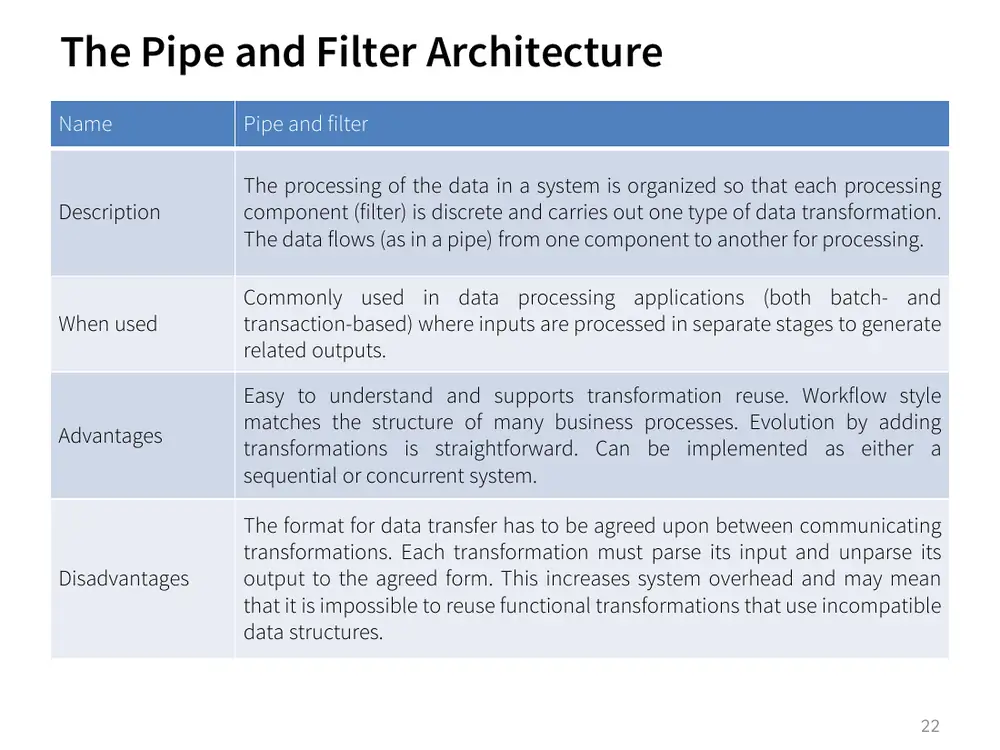 The Pipe and Filter Architecture
Name
Pipe and filter
Description
The processing of the data in a system is organized so that each processing
component (filter) is discrete and carries out one type of data transformation.
The data flows (as in a pipe) from one component to another for processing.
When used
Commonly used in data processing applications (both batch- and
transaction-based) where inputs are processed in separate stages to generate
related outputs.
Advantages
Easy to understand and supports transformation reuse. Workflow style
matches the structure of many business processes. Evolution by adding
transformations is straightforward. Can be implemented as either a
sequential or concurrent system.
Disadvantages
The format for data transfer has to be agreed upon between communicating
transformations. Each transformation must parse its input and unparse its
output to the agreed form. This increases system overhead and may mean
that it is impossible to reuse functional transformations that use incompatible
data structures.
22